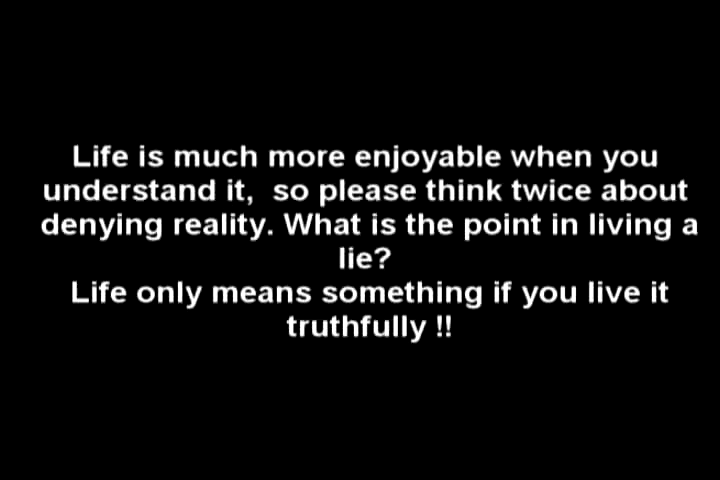 Life is much more enjoyable when you
understand it,  so please think twice about
denying reality. What is the point in living a
lie?
Life only means something if you live it
truthfully !!